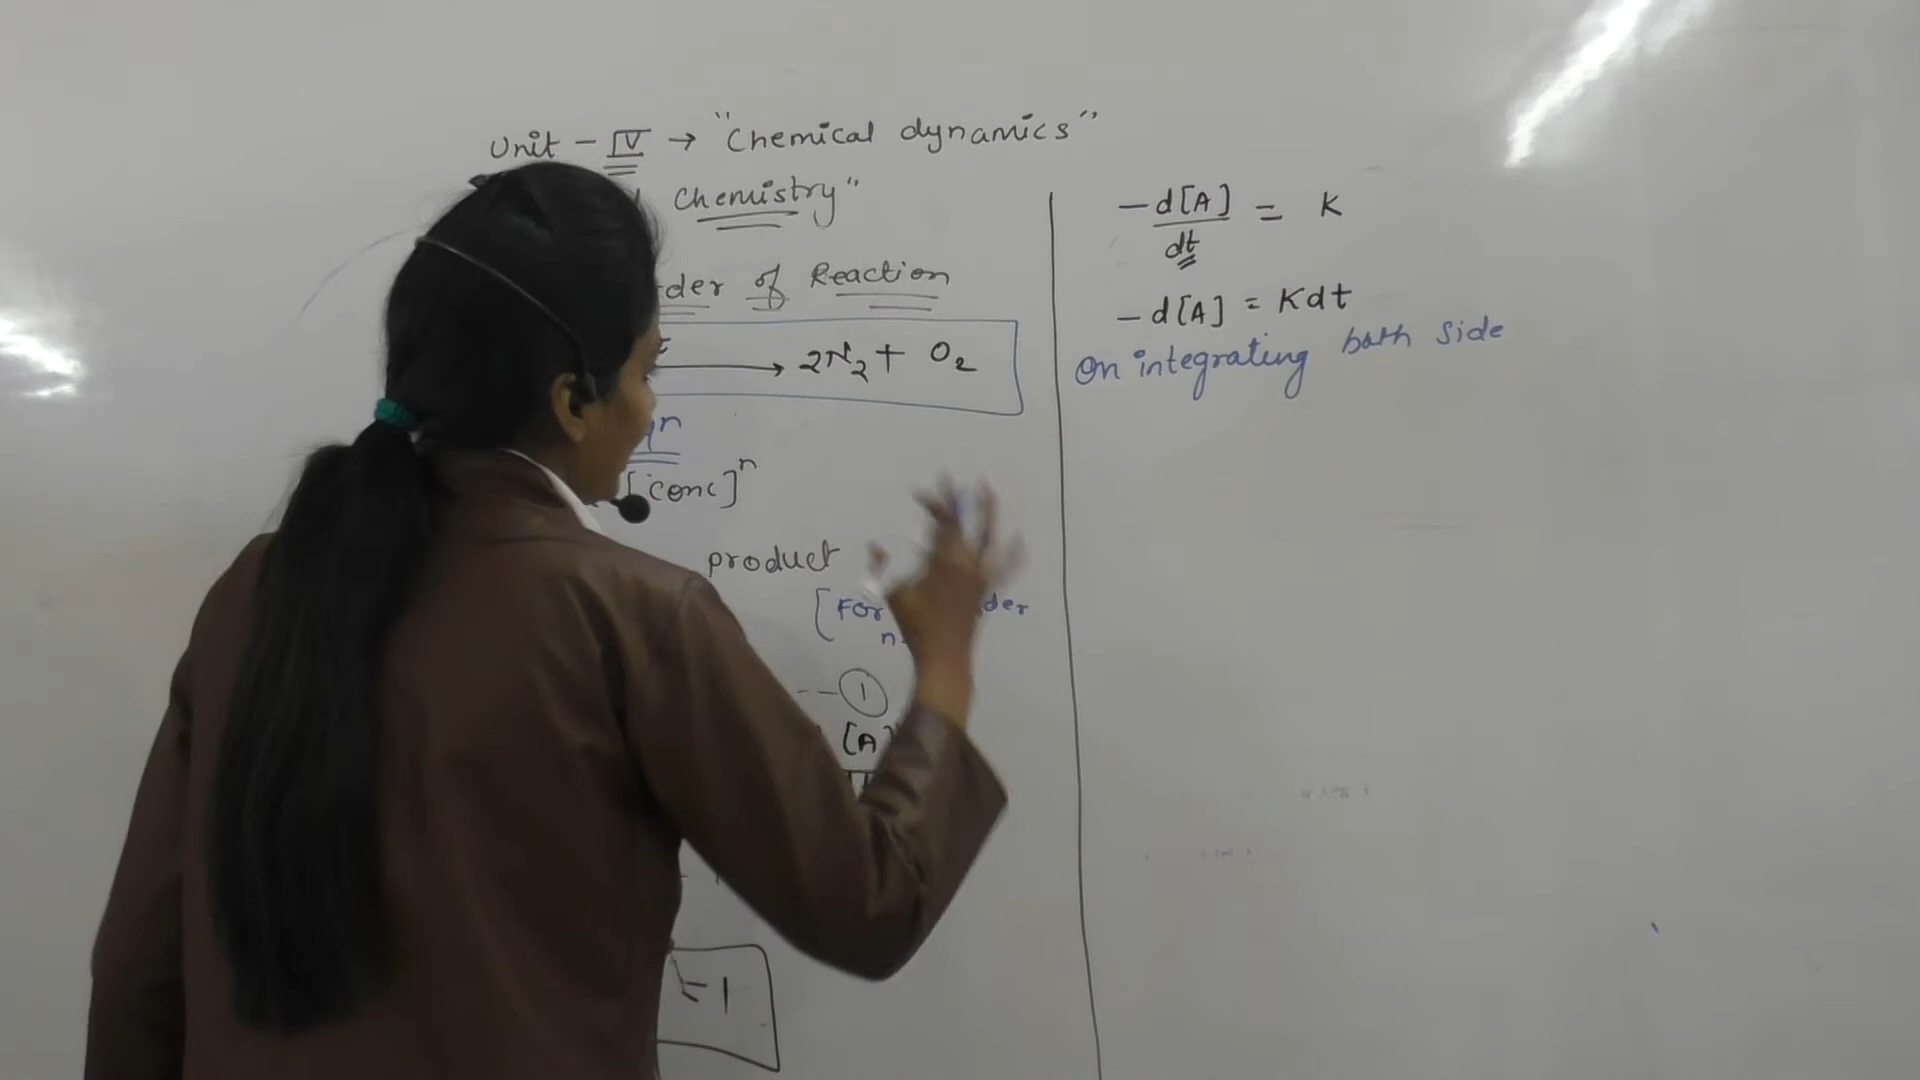 Unit - IV → "Chemical dynamics"
Chemistry"
der of Reaction
→ 2N2 + O2
n
[conc]^n
product
[For der
n
--- ①
[A]
-1
-d[A]/dt = K
-d[A] = Kdt
On integrating both side